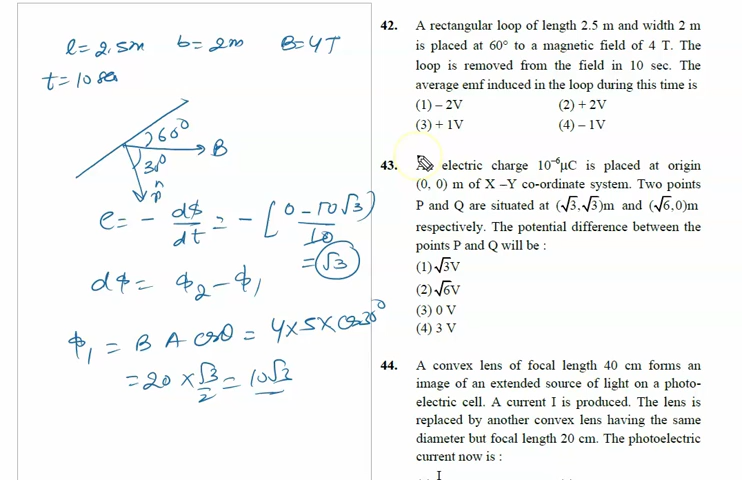 l = 2.5m b = 2m B = 4T
t = 10 sec
60°
B
30°
n̂
e = - dϕ/dt = - [0 - 10√3)/10
= √3
dϕ = ϕ₂ - ϕ₁
ϕ₁ = B A cosθ = 4 x 5 x cos30°
= 20 x √3/2 = 10√3
42. A rectangular loop of length 2.5 m and width 2 m
is placed at 60° to a magnetic field of 4 T. The
loop is removed from the field in 10 sec. The
average emf induced in the loop during this time is
(1) – 2V (2) + 2V
(3) + 1V (4) – 1V
43. electric charge 10⁻⁶μC is placed at origin
(0, 0) m of X –Y co-ordinate system. Two points
P and Q are situated at (√3,√3)m and (√6,0)m
respectively. The potential difference between the
points P and Q will be :
(1) √3V
(2) √6V
(3) 0 V
(4) 3 V
44. A convex lens of focal length 40 cm forms an
image of an extended source of light on a photo-
electric cell. A current I is produced. The lens is
replaced by another convex lens having the same
diameter but focal length 20 cm. The photoelectric
current now is :
I